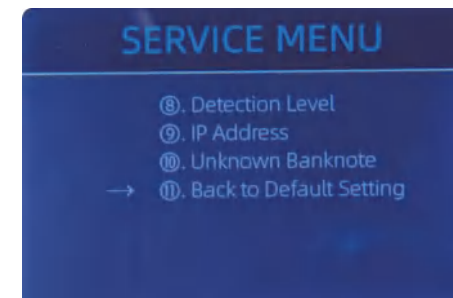 SERVICE MENU
⑧. Detection Level
⑨. IP Address
⑩. Unknown Banknote
→ ⑪. Back to Default Setting